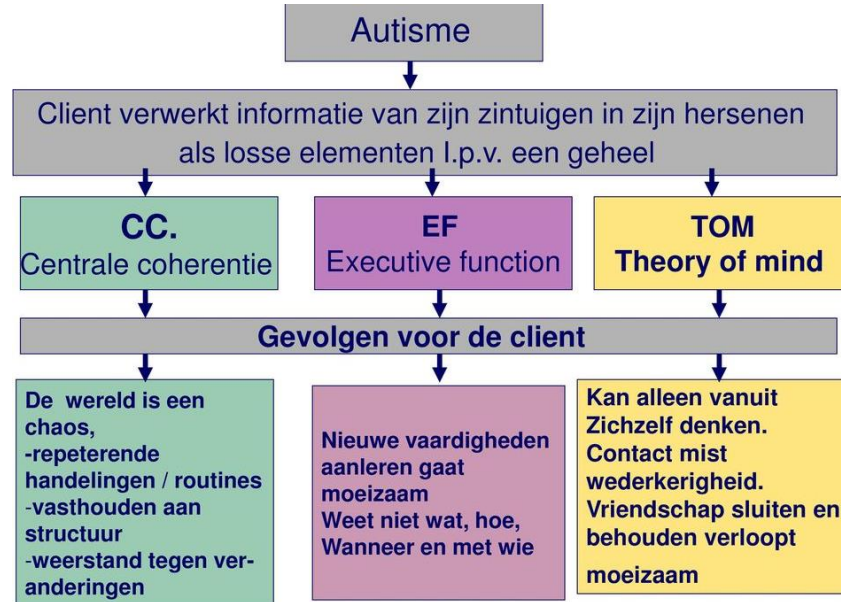 Autisme
Client verwerkt informatie van zijn zintuigen in zijn hersenen
als losse elementen I.p.v. een geheel
CC.
Centrale coherentie
EF
Executive function
TOM
Theory of mind
Gevolgen voor de client
De wereld is een
chaos,
-repeterende
handelingen / routines
-vasthouden aan
structuur
-weerstand tegen ver-
anderingen
Nieuwe vaardigheden
aanleren gaat
moeizaam
Weet niet wat, hoe,
Wanneer en met wie
Kan alleen vanuit
Zichzelf denken.
Contact mist
wederkerigheid.
Vriendschap sluiten en
behouden verloopt
moeizaam